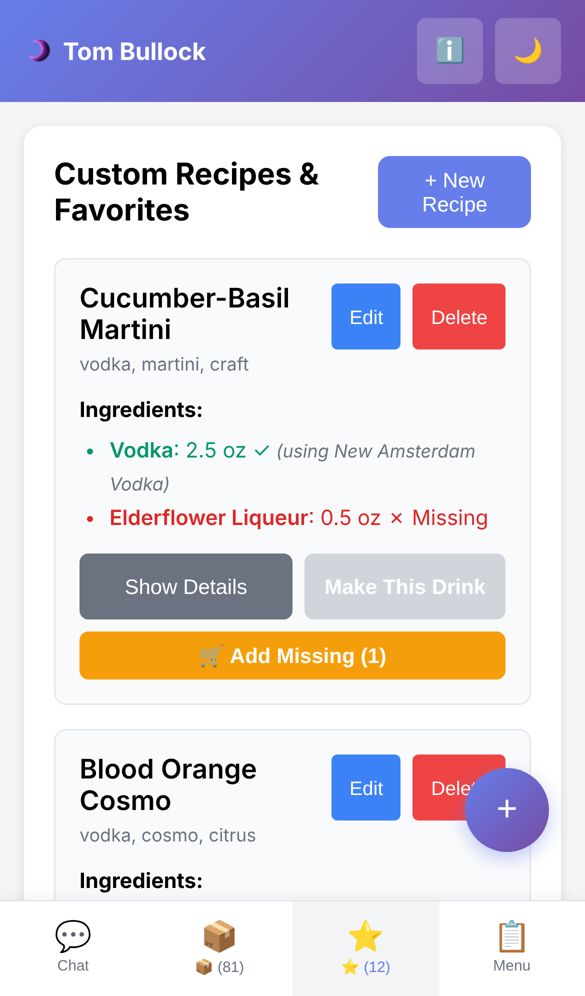 Tom Bullock
Custom Recipes &
Favorites
+ New
Recipe
Cucumber-Basil
Martini
Edit
Delete
vodka, martini, craft
Ingredients:
• Vodka: 2.5 oz ✓ (using New Amsterdam
Vodka)
• Elderflower Liqueur: 0.5 oz × Missing
Show Details
Make This Drink
🛒 Add Missing (1)
Blood Orange
Cosmo
Edit
vodka, cosmo, citrus
+
Ingredients:
Chat
📦 (81)
⭐ (12)
Menu